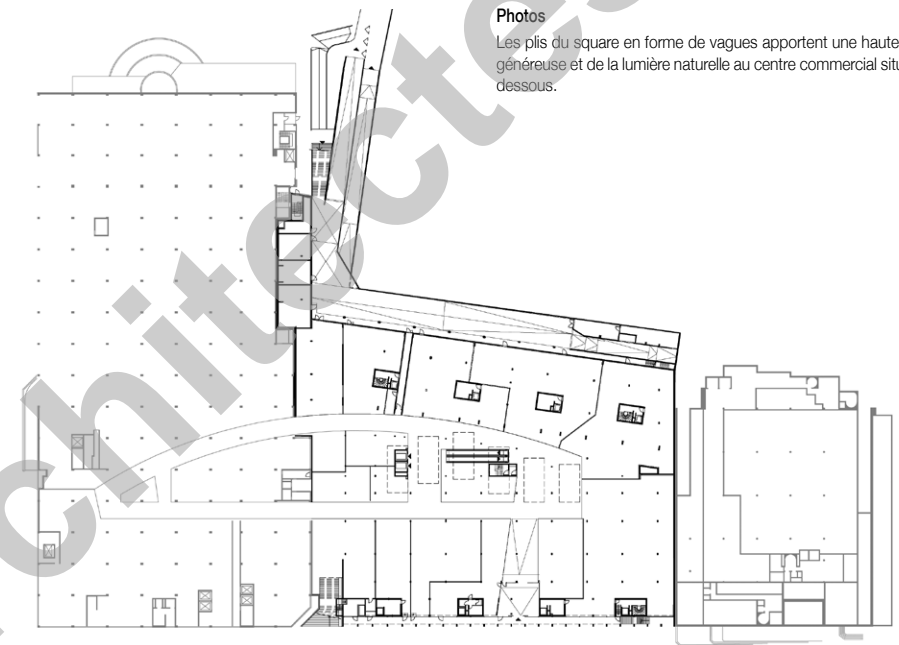 Photos
Les plis du square en forme de vagues apportent une haute
généreuse et de la lumière naturelle au centre commercial situ
dessous.
chitectes